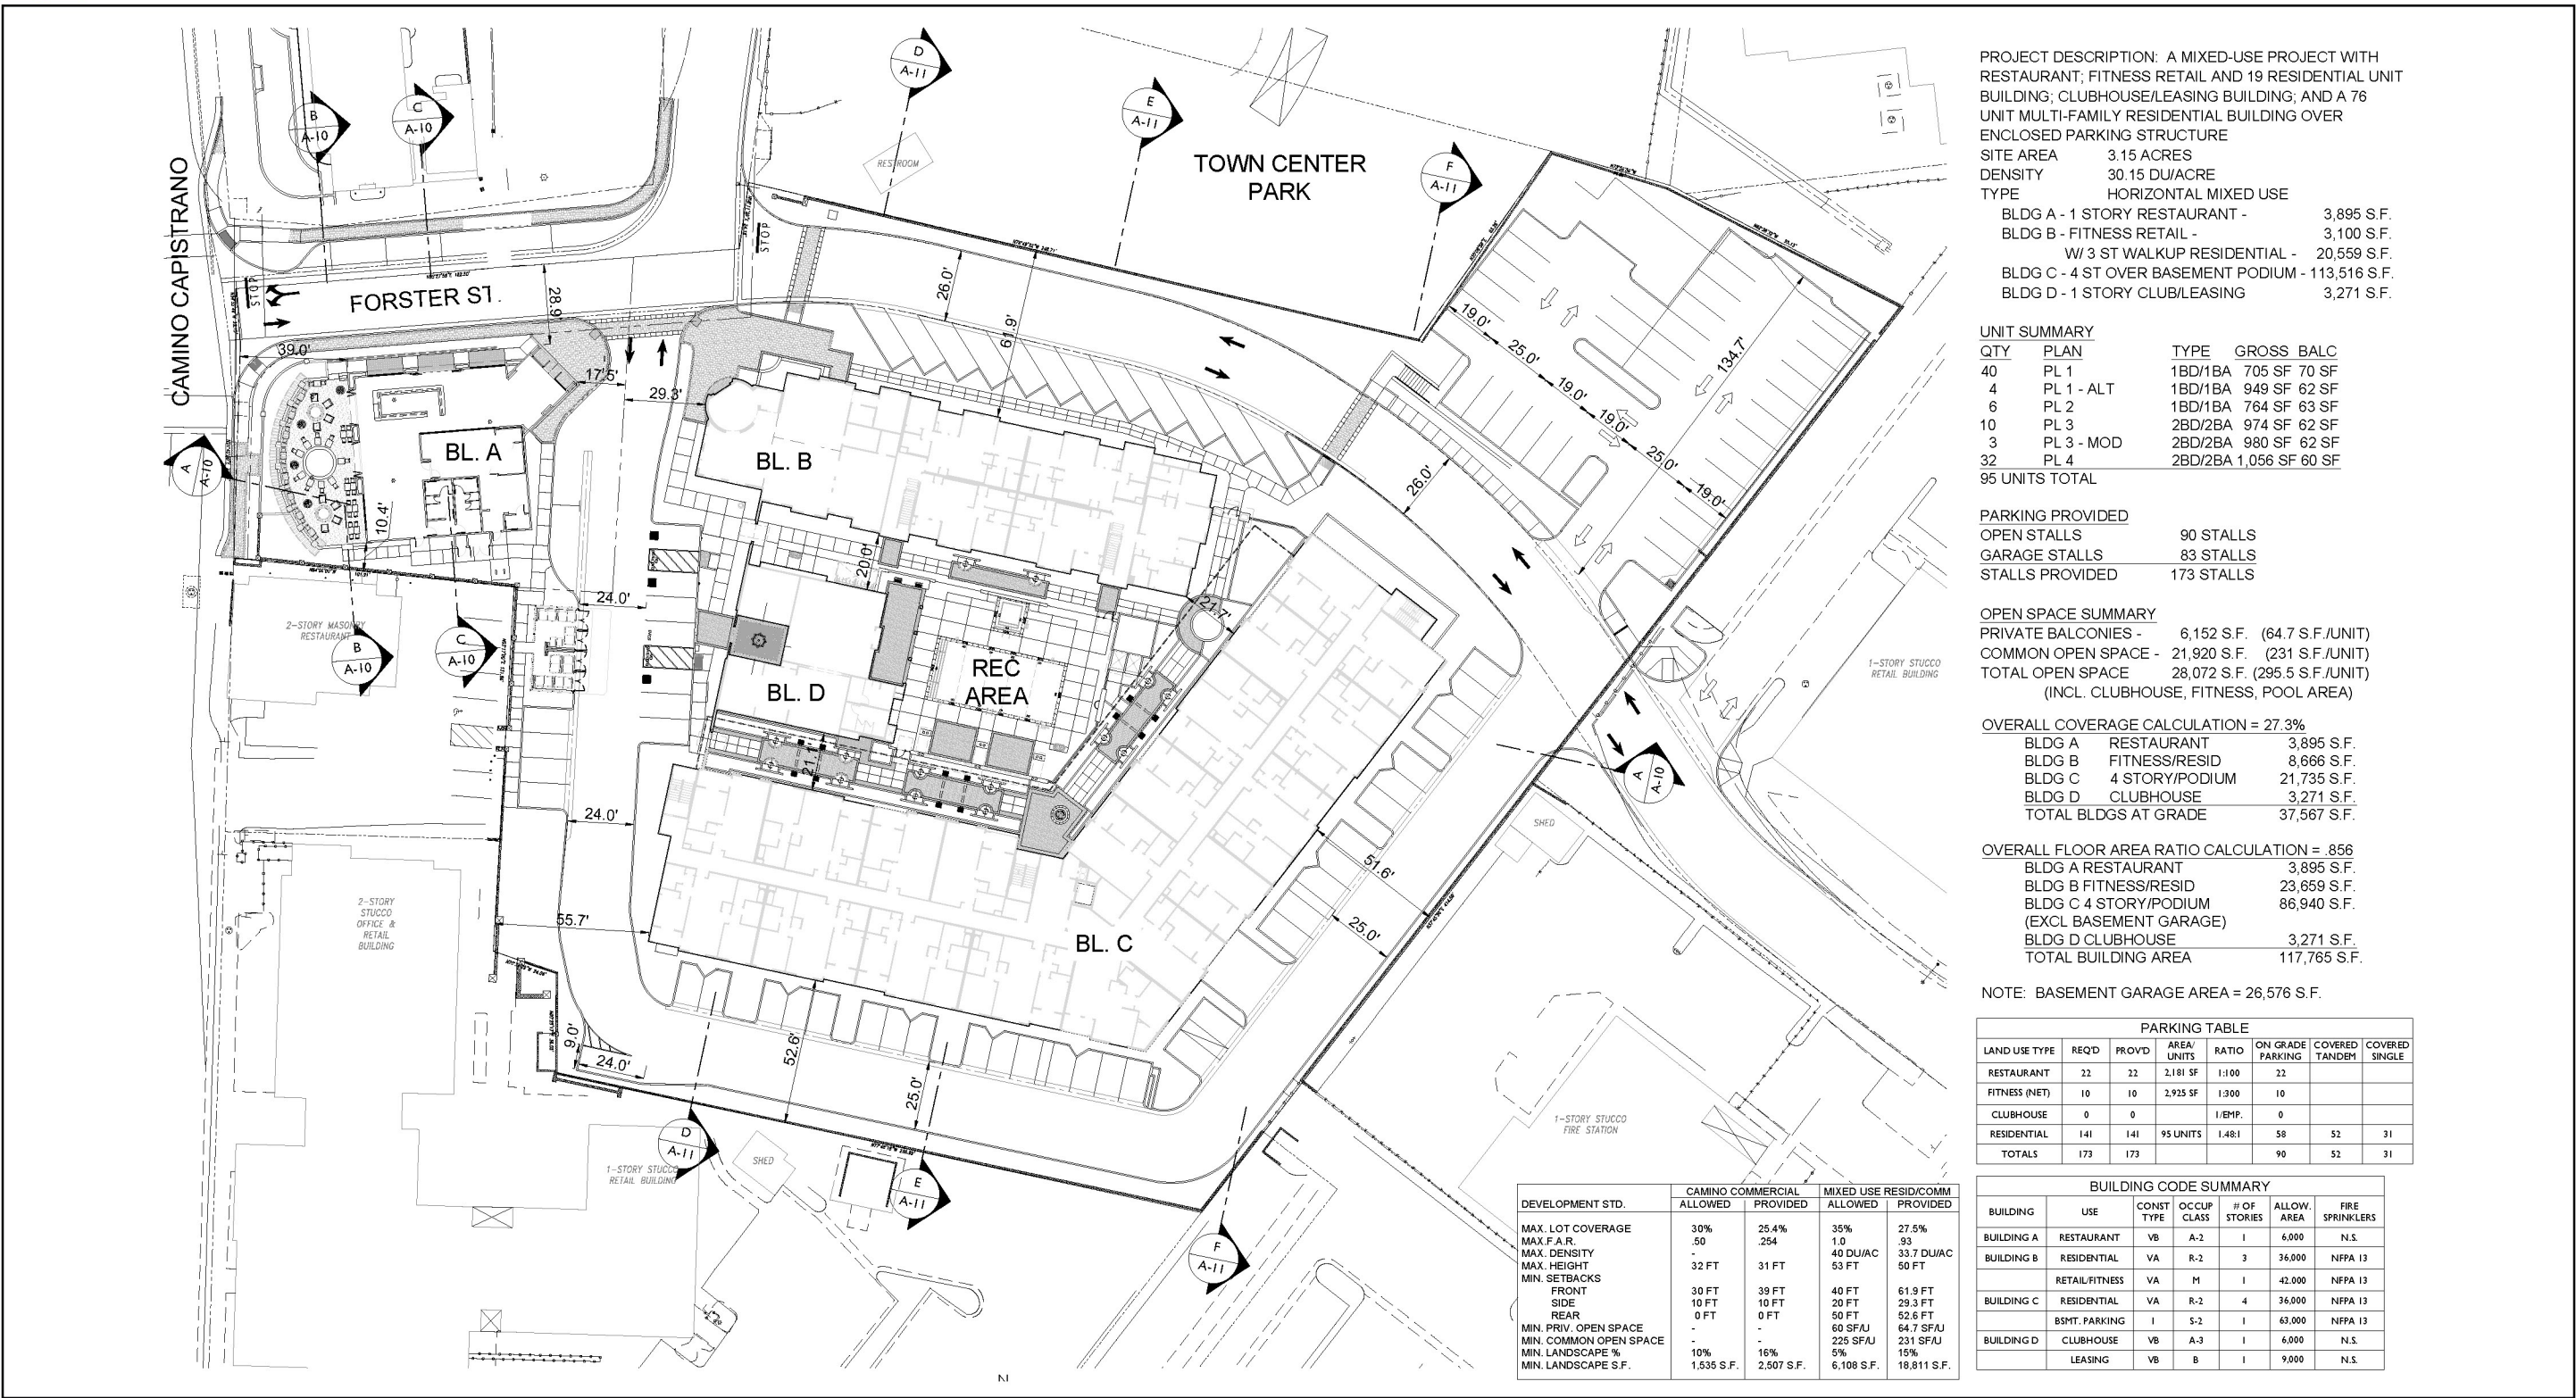 CAMINO CAPISTRANO
FORSTER ST.
STOP
STOP
TOWN CENTER
PARK
RESTROOM
B
A-10
C
A-10
D
A-11
E
A-11
F
A-11
A
A-10
B
A-10
C
A-10
D
A-11
E
A-11
F
A-11
A
A-10
BL. A
BL. B
BL. C
BL. D
REC
AREA
39.0'
28.9'
17.5'
29.3'
10.4'
26.0'
61.9'
19.0'
25.0'
19.0'
19.0'
25.0'
19.0'
134.7'
26.0'
20.0'
24.0'
21.7'
24.0'
55.7'
9.0'
24.0'
52.6'
25.0'
51.6'
25.0'
2-STORY MASONRY
RESTAURANT
2-STORY
STUCCO
OFFICE &
RETAIL
BUILDING
1-STORY STUCCO
RETAIL BUILDING
SHED
1-STORY STUCCO
FIRE STATION
SHED
1-STORY STUCCO
RETAIL BUILDING
PROJECT DESCRIPTION: A MIXED-USE PROJECT WITH
RESTAURANT; FITNESS RETAIL AND 19 RESIDENTIAL UNIT
BUILDING; CLUBHOUSE/LEASING BUILDING; AND A 76
UNIT MULTI-FAMILY RESIDENTIAL BUILDING OVER
ENCLOSED PARKING STRUCTURE
SITE AREA 3.15 ACRES
DENSITY 30.15 DU/ACRE
TYPE HORIZONTAL MIXED USE
BLDG A - 1 STORY RESTAURANT - 3,895 S.F.
BLDG B - FITNESS RETAIL - 3,100 S.F.
W/ 3 ST WALKUP RESIDENTIAL - 20,559 S.F.
BLDG C - 4 ST OVER BASEMENT PODIUM - 113,516 S.F.
BLDG D - 1 STORY CLUB/LEASING 3,271 S.F.
UNIT SUMMARY
QTY PLAN TYPE GROSS BALC
40 PL 1 1BD/1BA 705 SF 70 SF
4 PL 1 - ALT 1BD/1BA 949 SF 62 SF
6 PL 2 1BD/1BA 764 SF 63 SF
10 PL 3 2BD/2BA 974 SF 62 SF
3 PL 3 - MOD 2BD/2BA 980 SF 62 SF
32 PL 4 2BD/2BA 1,056 SF 60 SF
95 UNITS TOTAL
PARKING PROVIDED
OPEN STALLS 90 STALLS
GARAGE STALLS 83 STALLS
STALLS PROVIDED 173 STALLS
OPEN SPACE SUMMARY
PRIVATE BALCONIES - 6,152 S.F. (64.7 S.F./UNIT)
COMMON OPEN SPACE - 21,920 S.F. (231 S.F./UNIT)
TOTAL OPEN SPACE 28,072 S.F. (295.5 S.F./UNIT)
(INCL. CLUBHOUSE, FITNESS, POOL AREA)
OVERALL COVERAGE CALCULATION = 27.3%
BLDG A RESTAURANT 3,895 S.F.
BLDG B FITNESS/RESID 8,666 S.F.
BLDG C 4 STORY/PODIUM 21,735 S.F.
BLDG D CLUBHOUSE 3,271 S.F.
TOTAL BLDGS AT GRADE 37,567 S.F.
OVERALL FLOOR AREA RATIO CALCULATION = .856
BLDG A RESTAURANT 3,895 S.F.
BLDG B FITNESS/RESID 23,659 S.F.
BLDG C 4 STORY/PODIUM 86,940 S.F.
(EXCL BASEMENT GARAGE)
BLDG D CLUBHOUSE 3,271 S.F.
TOTAL BUILDING AREA 117,765 S.F.
NOTE: BASEMENT GARAGE AREA = 26,576 S.F.
PARKING TABLE
LAND USE TYPE REQ'D PROV'D AREA/ UNITS RATIO ON GRADE PARKING COVERED TANDEM COVERED SINGLE
RESTAURANT 22 22 2,181 SF 1:100 22
FITNESS (NET) 10 10 2,925 SF 1:300 10
CLUBHOUSE 0 0 1/EMP. 0
RESIDENTIAL 141 141 95 UNITS 1.48:1 58 52 31
TOTALS 173 173 90 52 31
BUILDING CODE SUMMARY
BUILDING USE CONST TYPE OCCUP CLASS # OF STORIES ALLOW. AREA FIRE SPRINKLERS
BUILDING A RESTAURANT VB A-2 1 6,000 N.S.
BUILDING B RESIDENTIAL VA R-2 3 36,000 NFPA 13
RETAIL/FITNESS VA M 1 42.000 NFPA 13
BUILDING C RESIDENTIAL VA R-2 4 36,000 NFPA 13
BSMT. PARKING I S-2 1 63,000 NFPA 13
BUILDING D CLUBHOUSE VB A-3 1 6,000 N.S.
LEASING VB B 1 9,000 N.S.
CAMINO COMMERCIAL MIXED USE RESID/COMM
DEVELOPMENT STD. ALLOWED PROVIDED ALLOWED PROVIDED
MAX. LOT COVERAGE 30% 25.4% 35% 27.5%
MAX.F.A.R. .50 .254 1.0 .93
MAX. DENSITY - 40 DU/AC 33.7 DU/AC
MAX. HEIGHT 32 FT 31 FT 53 FT 50 FT
MIN. SETBACKS
FRONT 30 FT 39 FT 40 FT 61.9 FT
SIDE 10 FT 10 FT 20 FT 29.3 FT
REAR 0 FT 0 FT 50 FT 52.6 FT
MIN. PRIV. OPEN SPACE - - 60 SF/U 64.7 SF/U
MIN. COMMON OPEN SPACE - - 225 SF/U 231 SF/U
MIN. LANDSCAPE % 10% 16% 5% 15%
MIN. LANDSCAPE S.F. 1,535 S.F. 2,507 S.F. 6,108 S.F. 18,811 S.F.
N